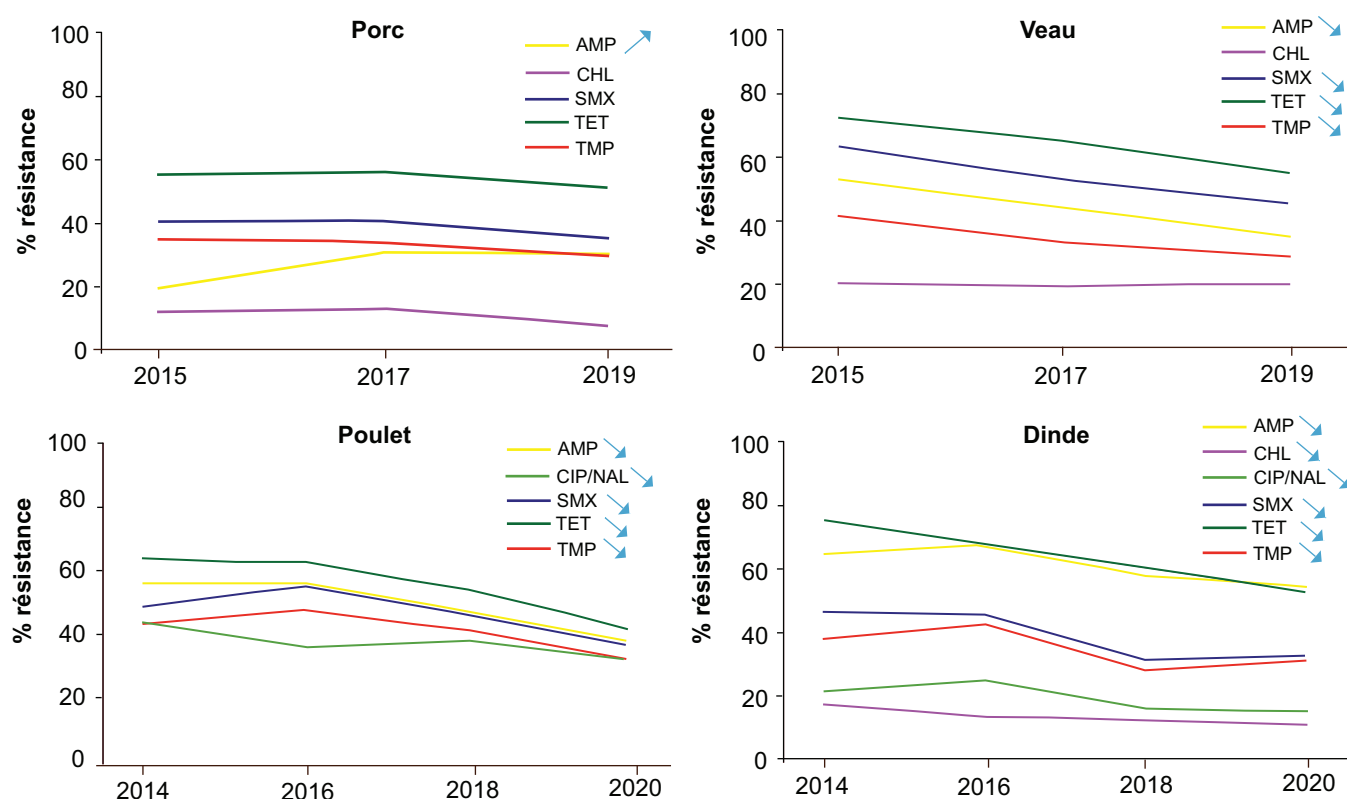 Porc
% résistance
100
80
60
40
20
0
2015 2017 2019
AMP
CHL
SMX
TET
TMP
Veau
% résistance
100
80
60
40
20
0
2015 2017 2019
AMP
CHL
SMX
TET
TMP
Poulet
% résistance
100
80
60
40
20
0
2014 2016 2018 2020
AMP
CIP/NAL
SMX
TET
TMP
Dinde
% résistance
100
80
60
40
20
0
2014 2016 2018 2020
AMP
CHL
CIP/NAL
SMX
TET
TMP